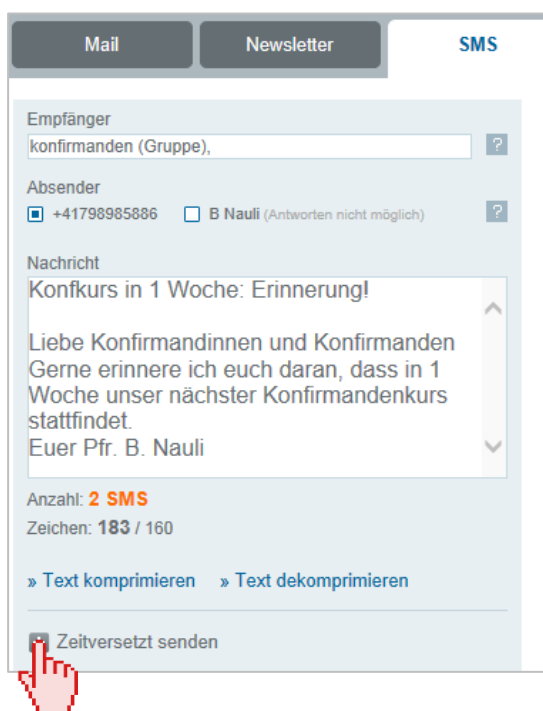 Mail Newsletter SMS
Empfänger
konfirmanden (Gruppe),
?
Absender
+41798985886 B Nauli (Antworten nicht möglich)
?
Nachricht
Konfkurs in 1 Woche: Erinnerung!
Liebe Konfirmandinnen und Konfirmanden
Gerne erinnere ich euch daran, dass in 1
Woche unser nächster Konfirmandenkurs
stattfindet.
Euer Pfr. B. Nauli
Anzahl: 2 SMS
Zeichen: 183 / 160
» Text komprimieren » Text dekomprimieren
Zeitversetzt senden